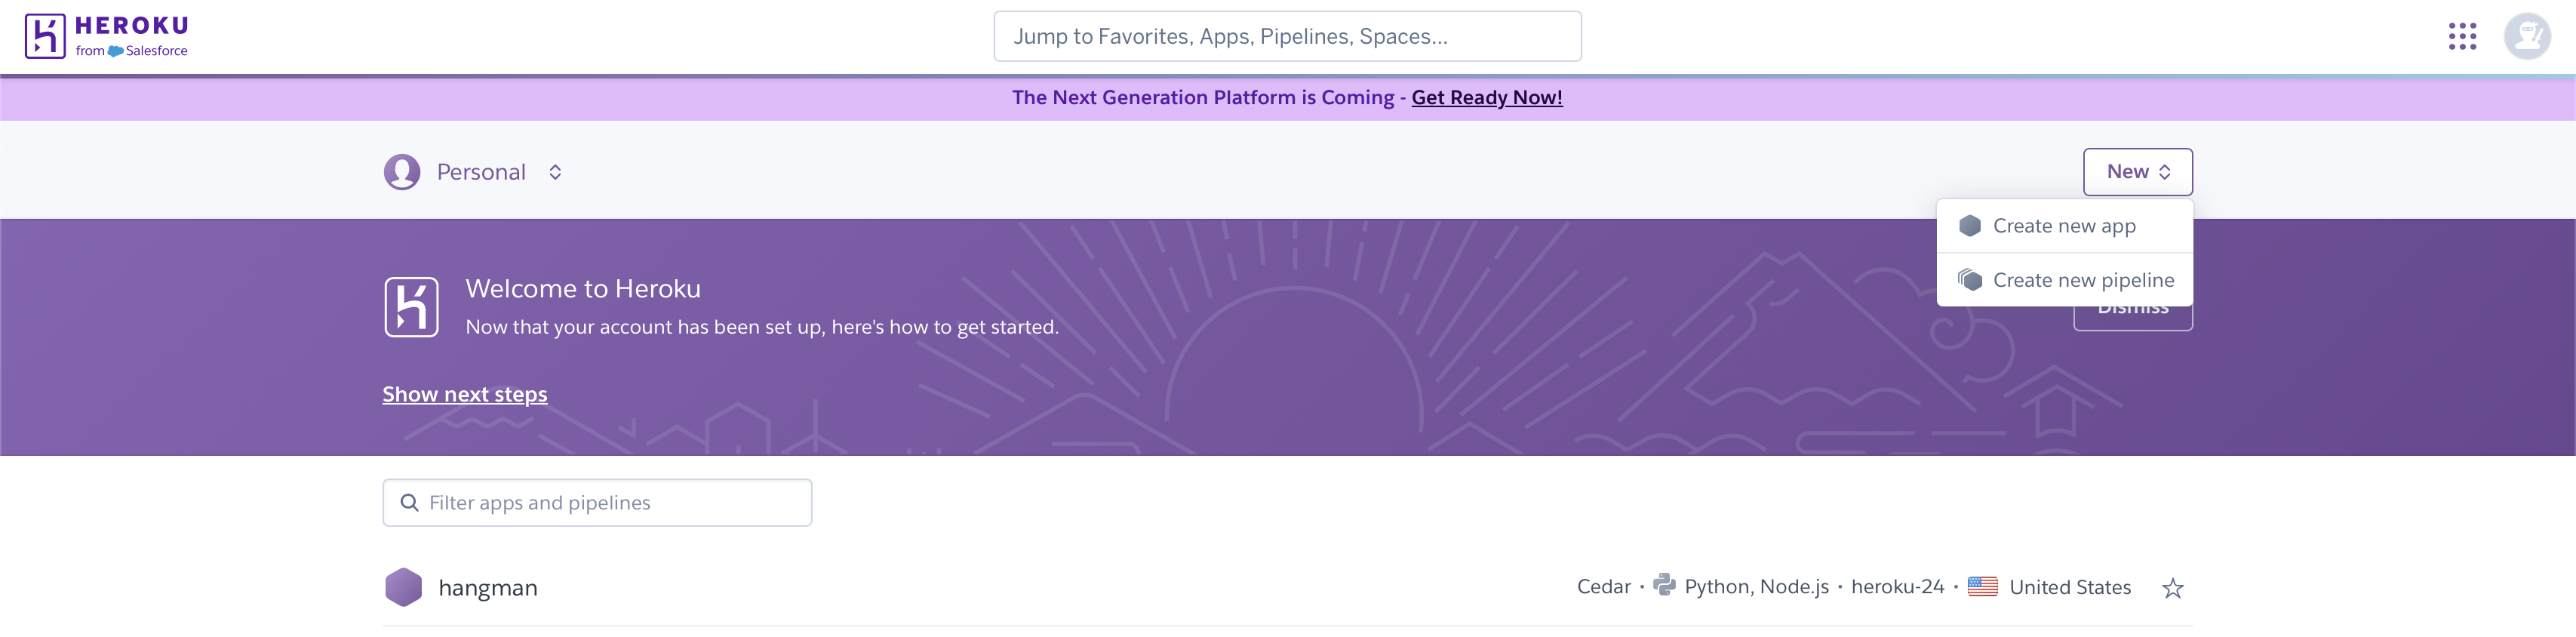 HEROKU
from Salesforce
Jump to Favorites, Apps, Pipelines, Spaces...
The Next Generation Platform is Coming - Get Ready Now!
Personal
New
Create new app
Create new pipeline
Welcome to Heroku
Now that your account has been set up, here's how to get started.
Dismiss
Show next steps
Filter apps and pipelines
hangman
Cedar · Python, Node.js · heroku-24 · United States